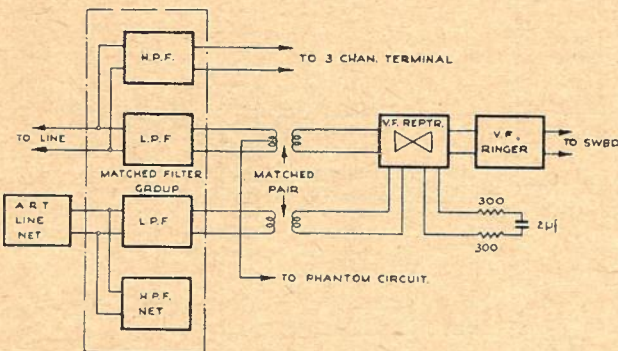 H.P.F.
TO 3 CHAN. TERMINAL
TO LINE
L.P.F
V.F. REPTR.
V.F.
RINGER
TO SWBD
MATCHED FILTER
GROUP
MATCHED
PAIR
A R T
LINE
NET
L.P.F
300
2µf
300
TO PHANTOM CIRCUIT.
H.P.F.
NET